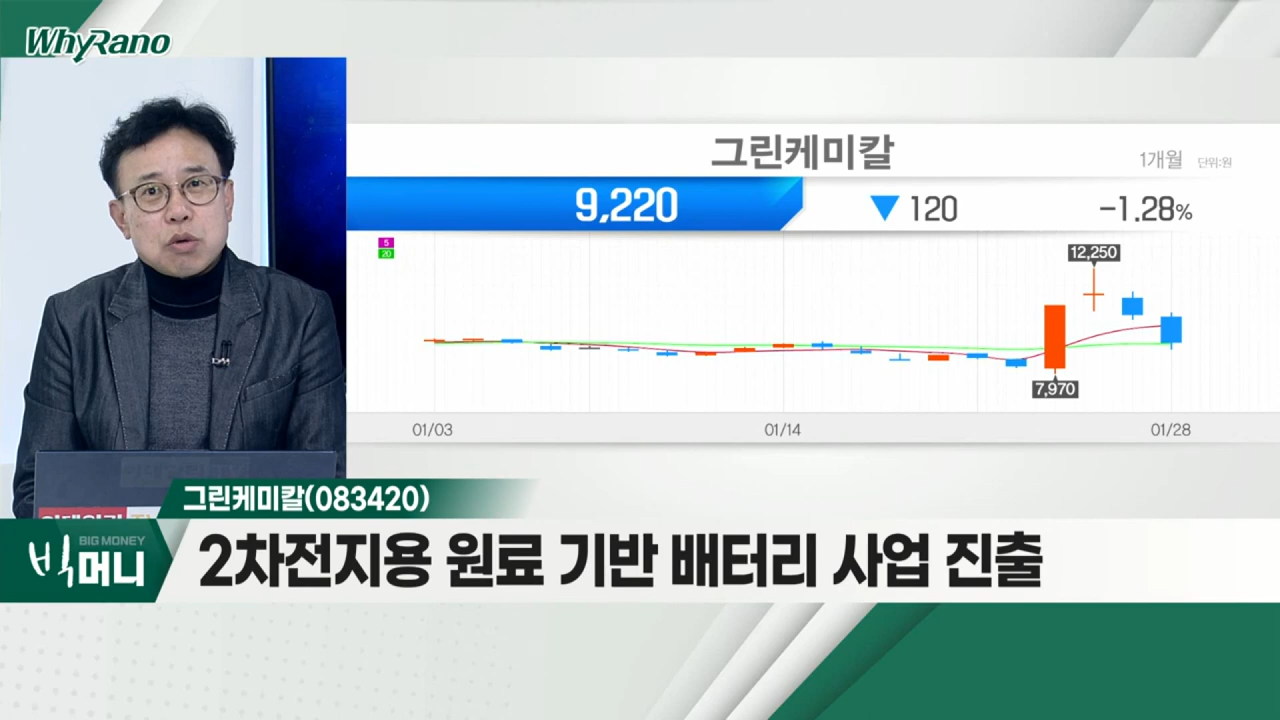 WhyRano
그린케미칼
1개월 단위:원
9,220 ▼ 120 -1.28%
5
20
12,250
7,970
01/03 01/14 01/28
그린케미칼(083420)
BIG MONEY
빅머니
2차전지용 원료 기반 배터리 사업 진출